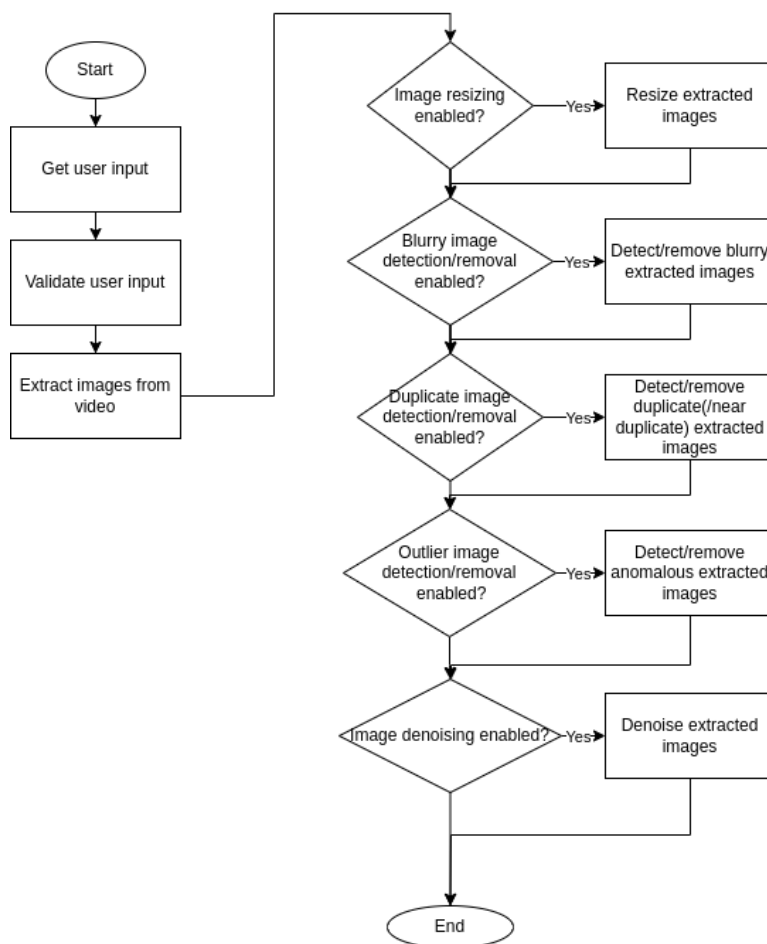 Start
Get user input
Validate user input
Extract images from
video
Image resizing
enabled?
Yes
Resize extracted
images
Blurry image
detection/removal
enabled?
Yes
Detect/remove blurry
extracted images
Duplicate image
detection/removal
enabled?
Yes
Detect/remove
duplicate(/near
duplicate) extracted
images
Outlier image
detection/removal
enabled?
Yes
Detect/remove
anomalous extracted
images
Image denoising enabled?
Yes
Denoise extracted
images
End